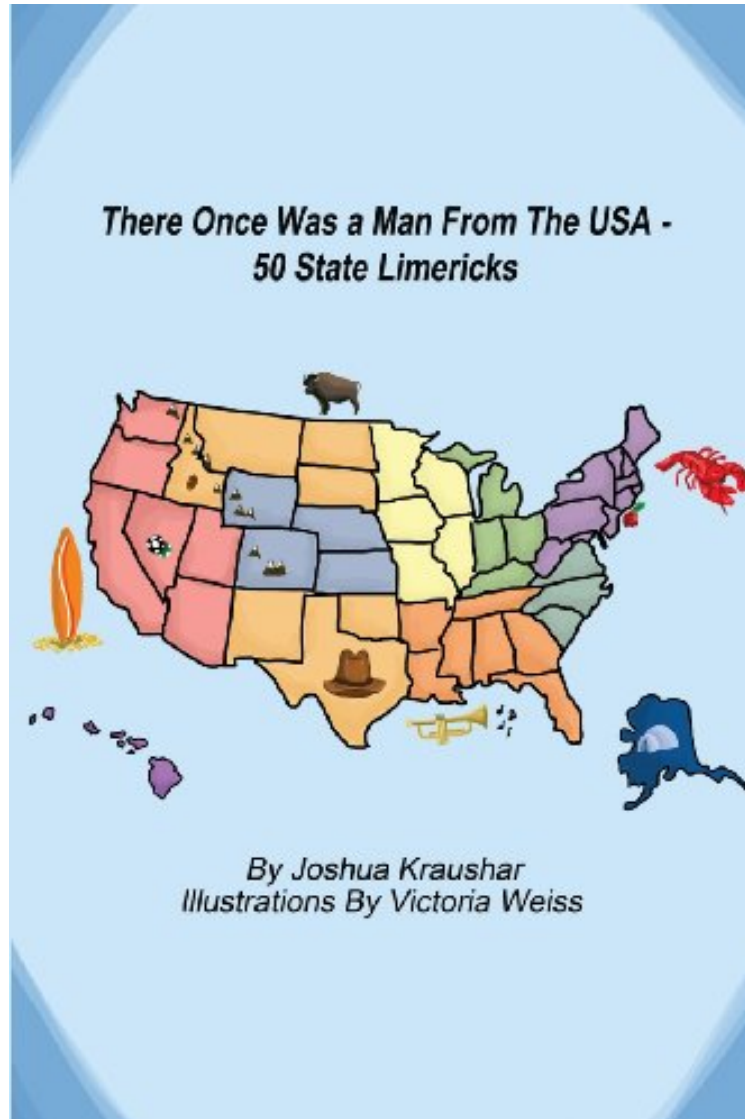 There Once Was a Man From The USA -
50 State Limericks
By Joshua Kraushar
Illustrations By Victoria Weiss